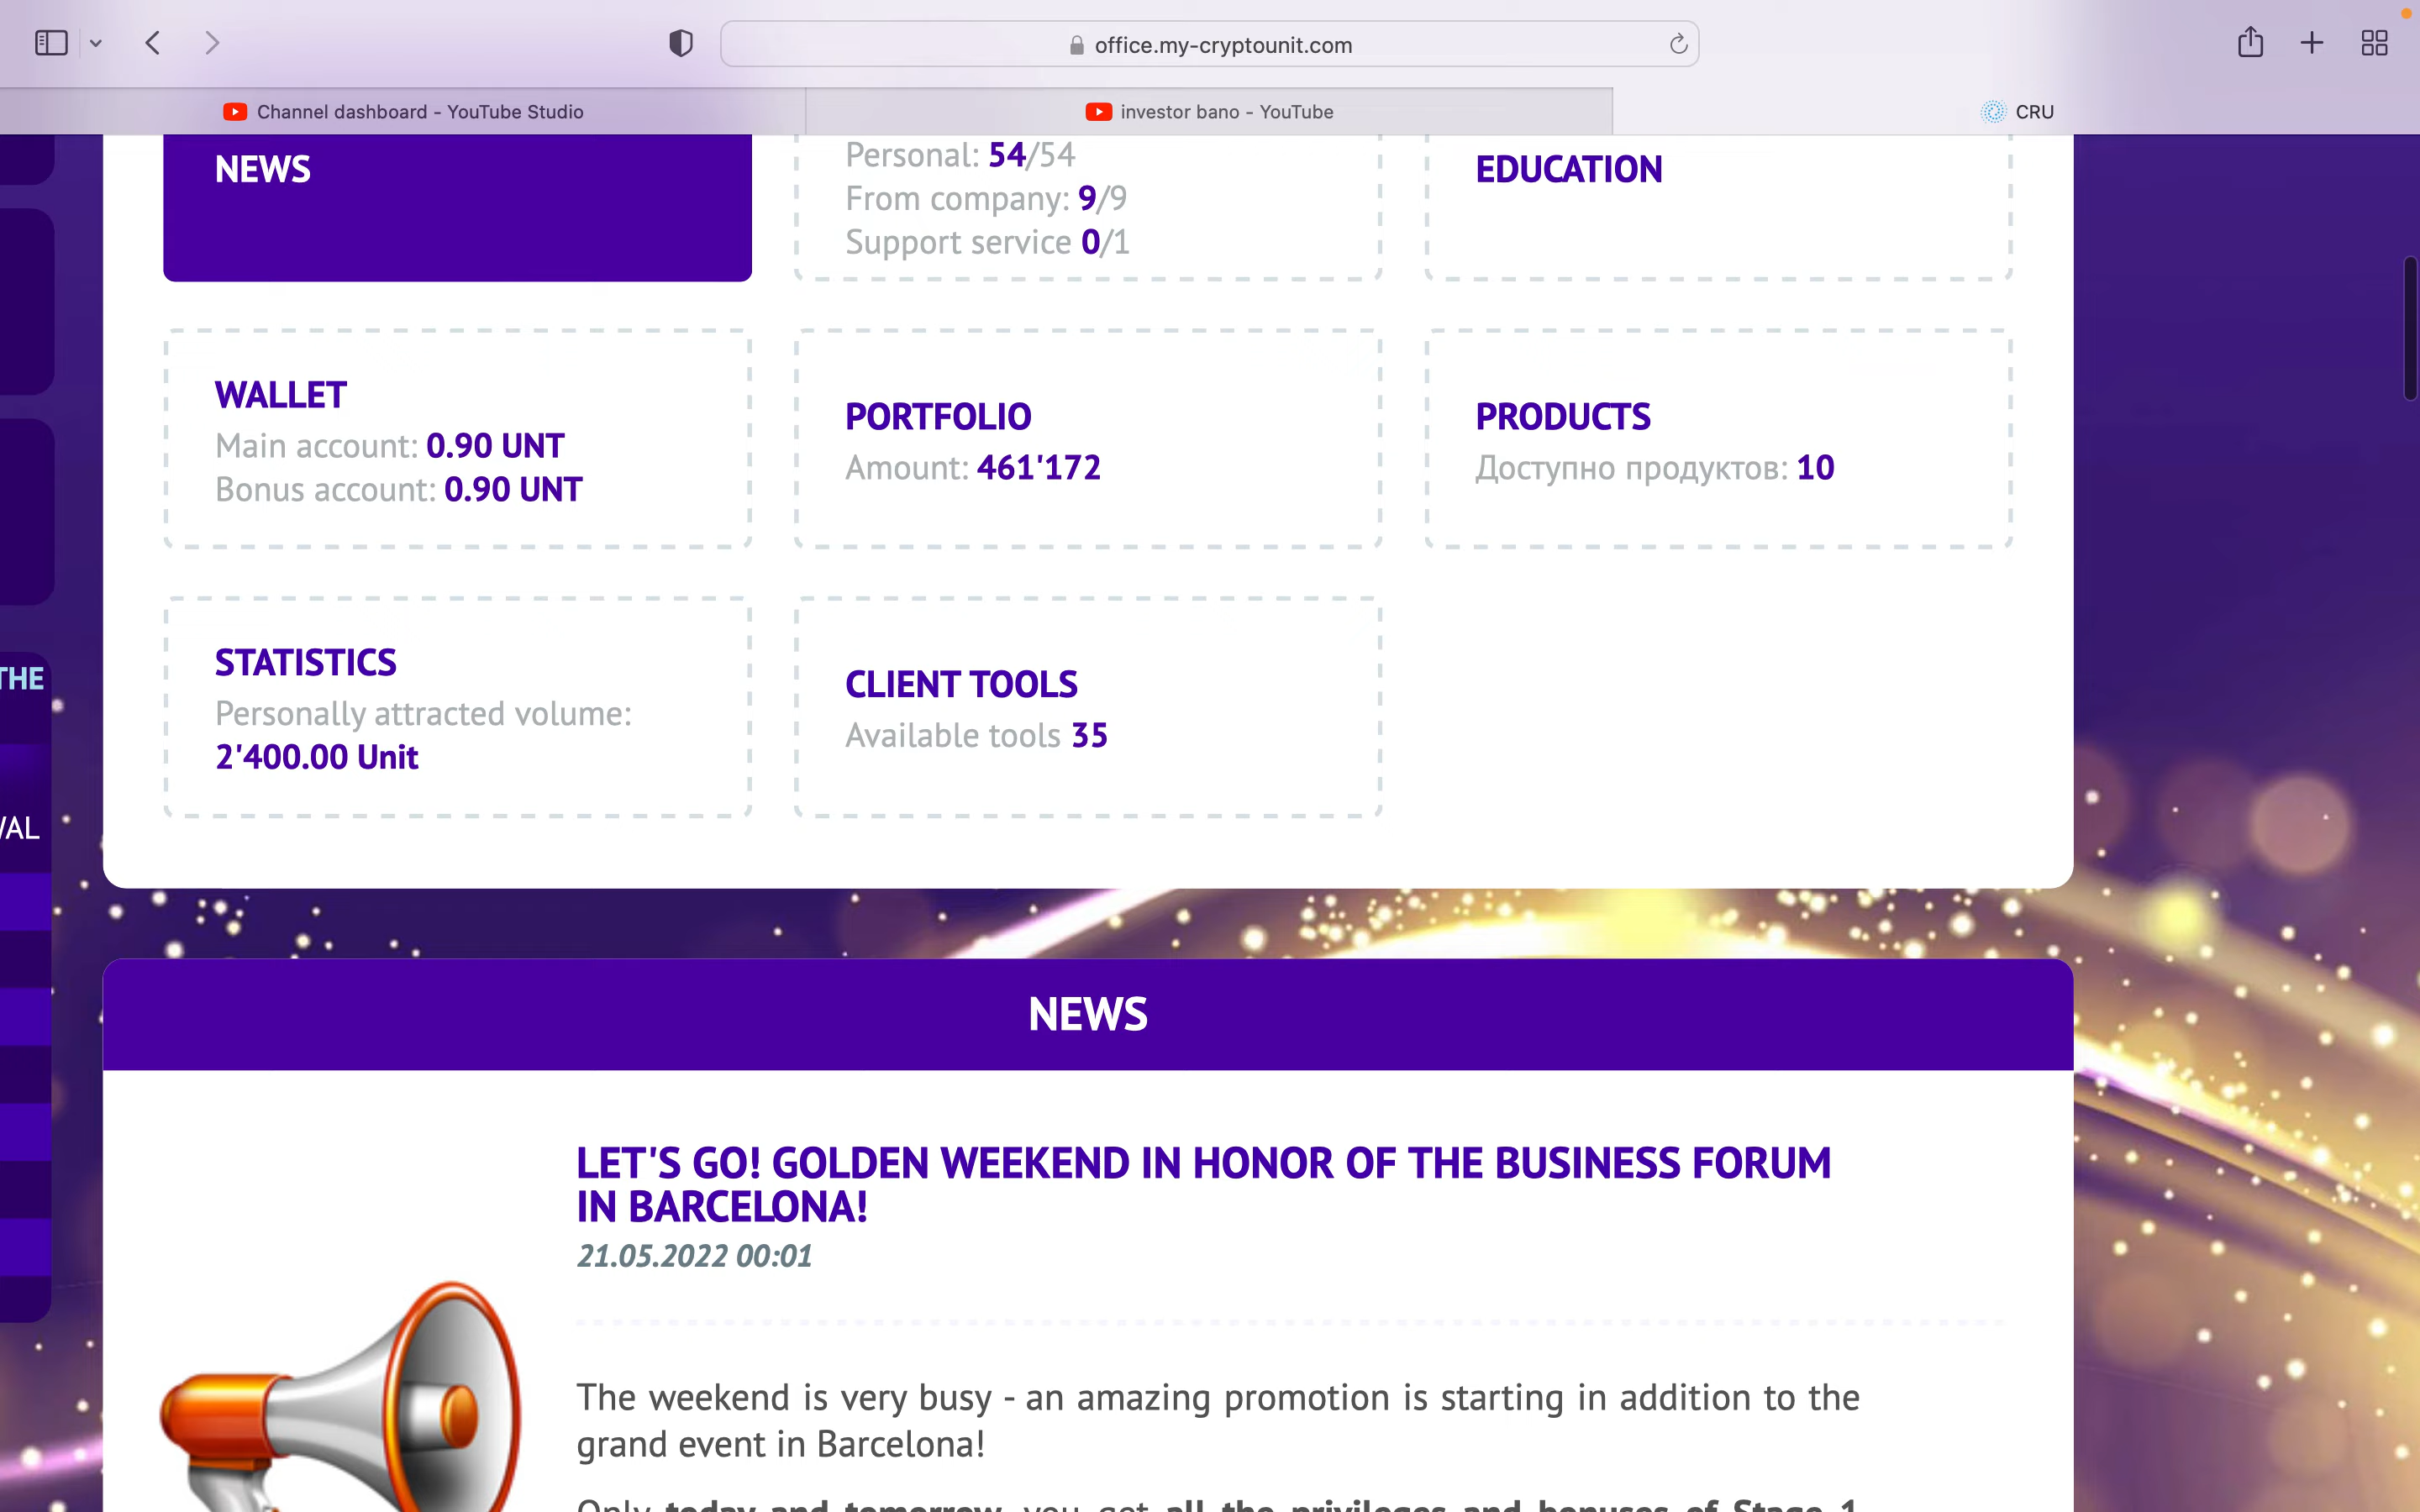 office.my-cryptounit.com
Channel dashboard - YouTube Studio
investor bano - YouTube
CRU
NEWS
Personal: 54/54
From company: 9/9
Support service 0/1
EDUCATION
WALLET
Main account: 0.90 UNT
Bonus account: 0.90 UNT
PORTFOLIO
Amount: 461'172
PRODUCTS
Доступно продуктов: 10
STATISTICS
Personally attracted volume:
2'400.00 Unit
CLIENT TOOLS
Available tools 35
THE
VAL
NEWS
LET'S GO! GOLDEN WEEKEND IN HONOR OF THE BUSINESS FORUM
IN BARCELONA!
21.05.2022 00:01
The weekend is very busy - an amazing promotion is starting in addition to the
grand event in Barcelona!
Only today and tomorrow, you get all the privileges and bonuses of Stage 1